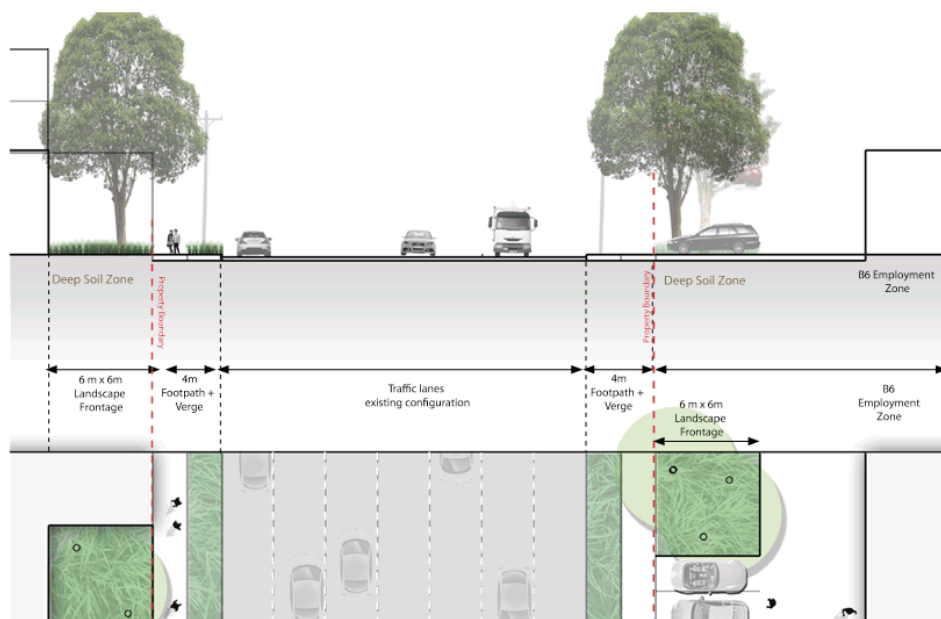 Deep Soil Zone
Property Boundary
Property Boundary
Deep Soil Zone
B6 Employment
Zone
6 m x 6m
Landscape
Frontage
4m
Footpath +
Verge
Traffic lanes
existing configuration
4m
Footpath +
Verge
6 m x 6m
Landscape
Frontage
B6
Employment
Zone